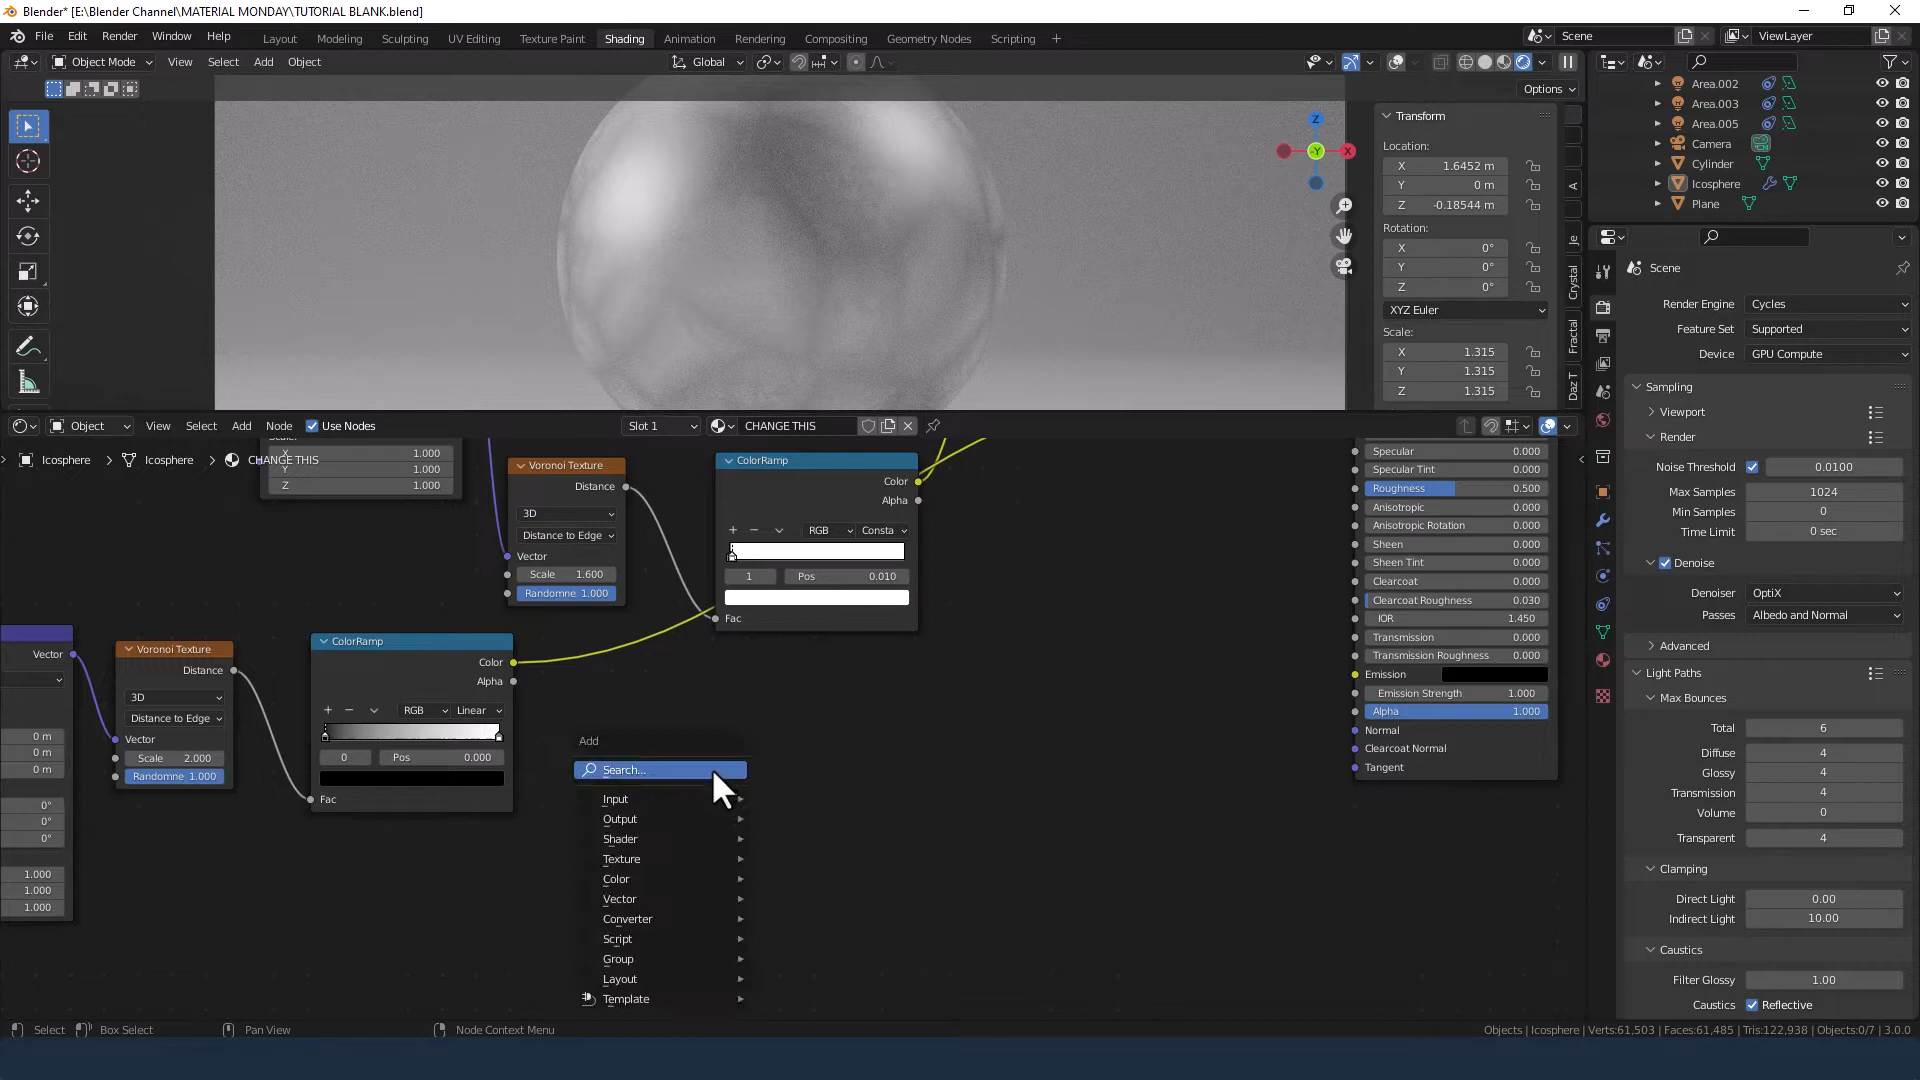 Blender* [E:\Blender Channel\MATERIAL MONDAY\TUTORIAL BLANK.blend]
File Edit Render Window Help Layout Modeling Sculpting UV Editing Texture Paint Shading Animation Rendering Compositing Geometry Nodes Scripting + Scene ViewLayer
Object Mode View Select Add Object Global
Options
Area.002
Area.003
Area.005
Camera
Cylinder
Icosphere
Plane
Z
-Y
X
Transform
Location:
X 1.6452 m
Y 0 m
Z -0.18544 m
Rotation:
X 0°
Y 0°
Z 0°
XYZ Euler
Scale:
X 1.315
Y 1.315
Z 1.315
A
Je
Crystal
Fractal
Daz T
Scene
Render Engine Cycles
Feature Set Supported
Device GPU Compute
Sampling
Viewport
Render
Noise Threshold 0.0100
Max Samples 1024
Min Samples 0
Time Limit 0 sec
Denoise
Denoiser OptiX
Passes Albedo and Normal
Advanced
Light Paths
Max Bounces
Total 6
Diffuse 4
Glossy 4
Transmission 4
Volume 0
Transparent 4
Clamping
Direct Light 0.00
Indirect Light 10.00
Caustics
Filter Glossy 1.00
Caustics Reflective
Object View Select Add Node Use Nodes Slot 1 CHANGE THIS
Icosphere Icosphere CHANGE THIS
X 1.000
Y 1.000
Z 1.000
Voronoi Texture
Distance
3D
Distance to Edge
Vector
Scale 1.600
Randomne 1.000
ColorRamp
Color
Alpha
RGB Consta
1 Pos 0.010
Fac
Vector
0 m
0 m
0 m
0°
0°
0°
1.000
1.000
1.000
Voronoi Texture
Distance
3D
Distance to Edge
Vector
Scale 2.000
Randomne 1.000
ColorRamp
Color
Alpha
RGB Linear
0 Pos 0.000
Fac
Add
Search...
Input
Output
Shader
Texture
Color
Vector
Converter
Script
Group
Layout
Template
Specular 0.000
Specular Tint 0.000
Roughness 0.500
Anisotropic 0.000
Anisotropic Rotation 0.000
Sheen 0.000
Sheen Tint 0.000
Clearcoat 0.000
Clearcoat Roughness 0.030
IOR 1.450
Transmission 0.000
Transmission Roughness 0.000
Emission
Emission Strength 1.000
Alpha 1.000
Normal
Clearcoat Normal
Tangent
Select Box Select Pan View Node Context Menu Objects | Icosphere | Verts:61,503 | Faces:61,485 | Tris:122,938 | Objects:0/7 | 3.0.0